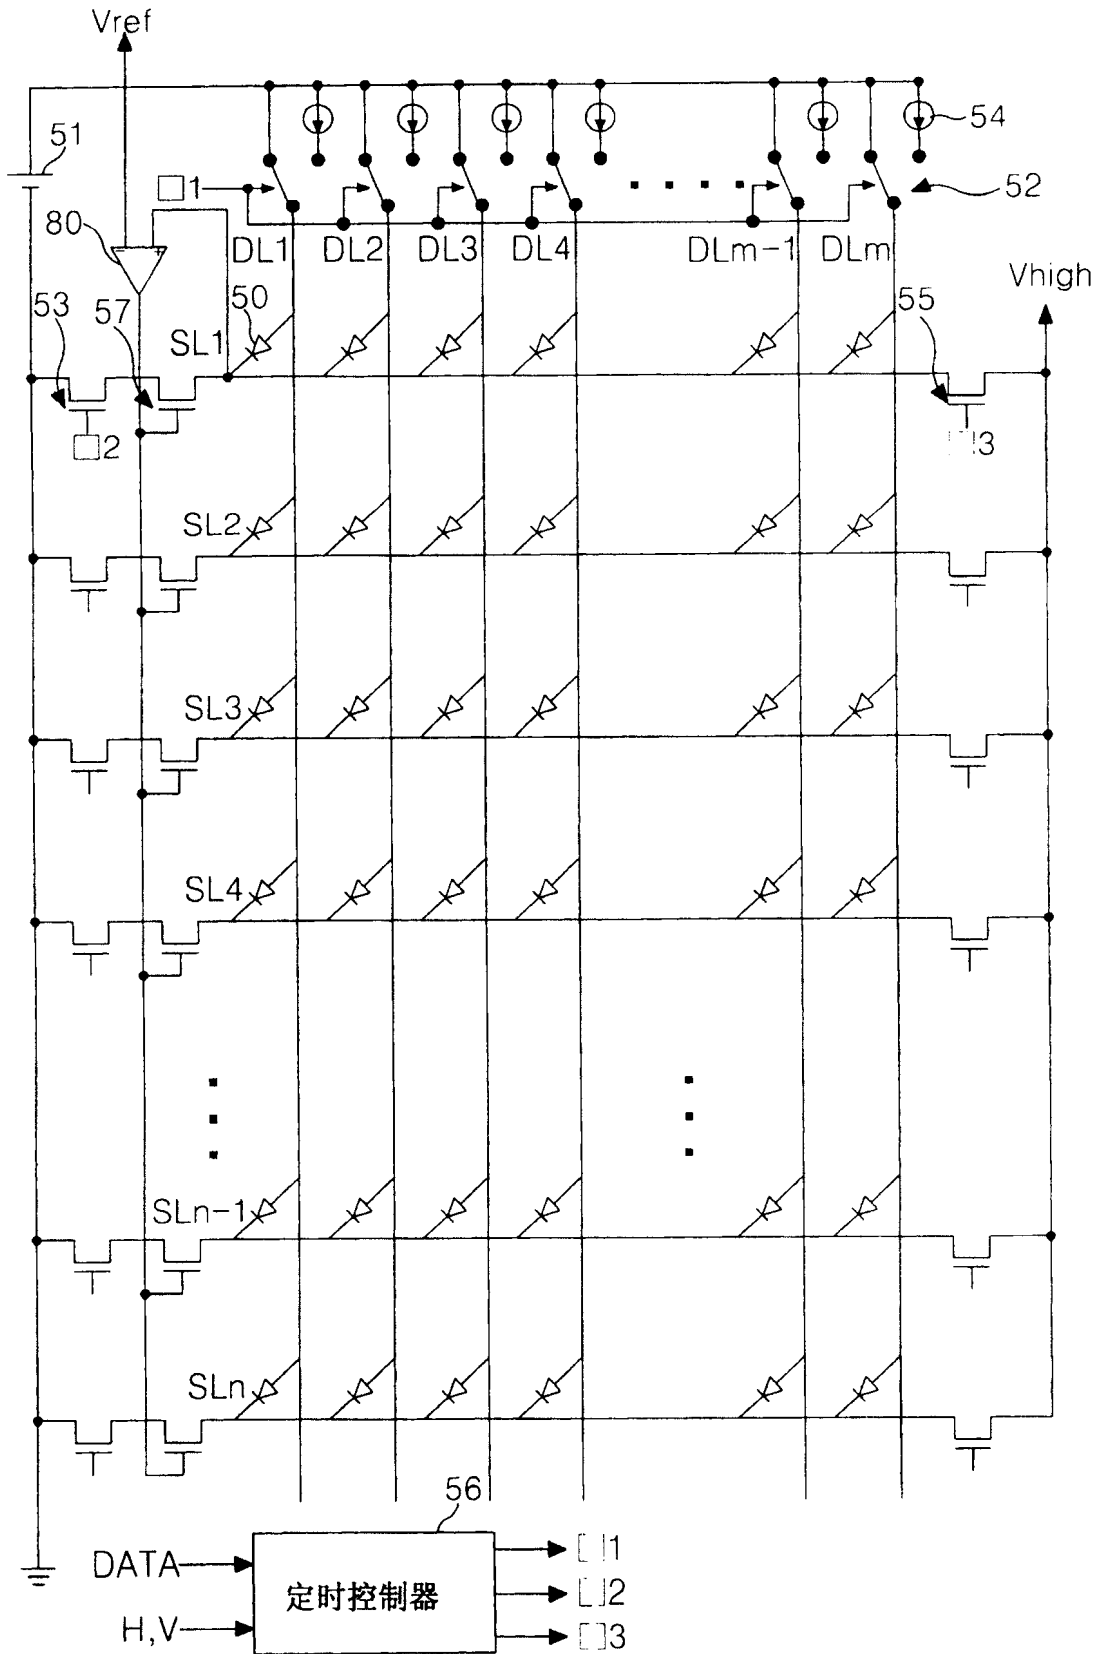 Vref
51
54
□1
52
80
DL1 DL2 DL3 DL4 DLm-1 DLm
Vhigh
53
57
50
55
SL1
□2
□3
SL2
SL3
SL4
SLn-1
SLn
56
DATA
H,V
定时控制器
□1
□2
□3